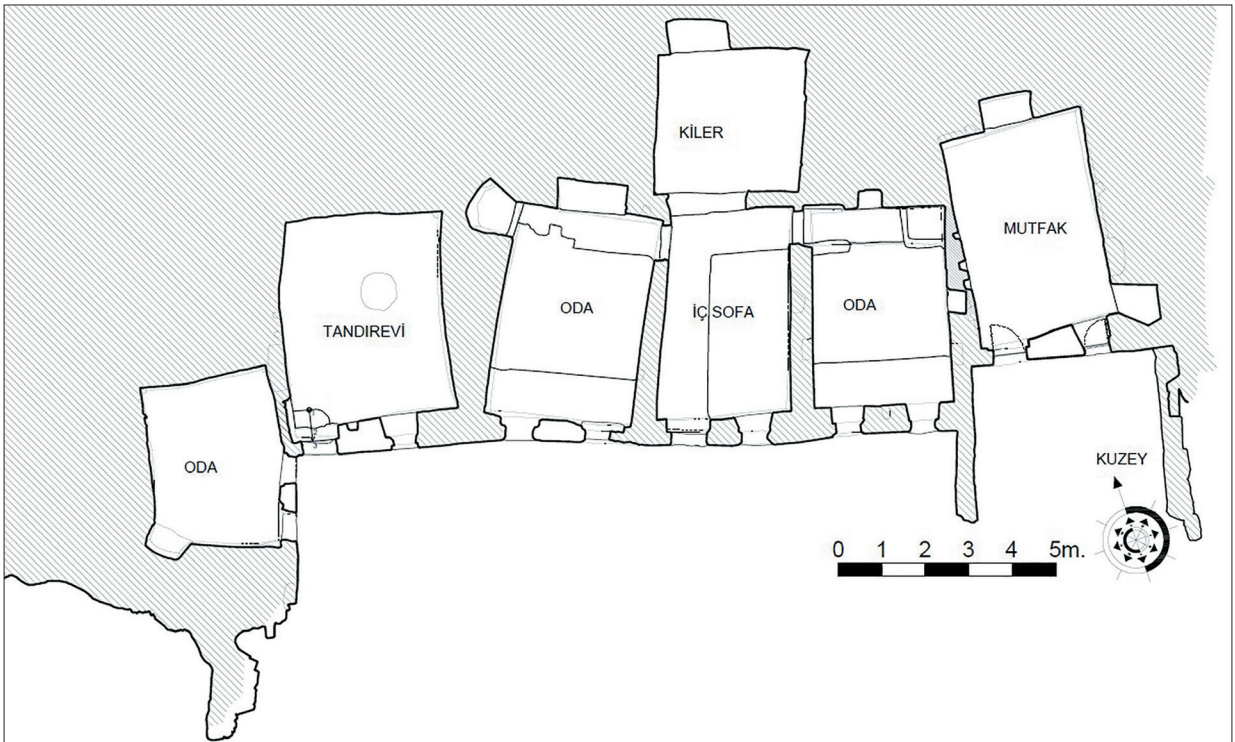 KİLER
MUTFAK
ODA
İÇ SOFA
ODA
TANDIREVİ
ODA
KUZEY
0 1 2 3 4 5m.